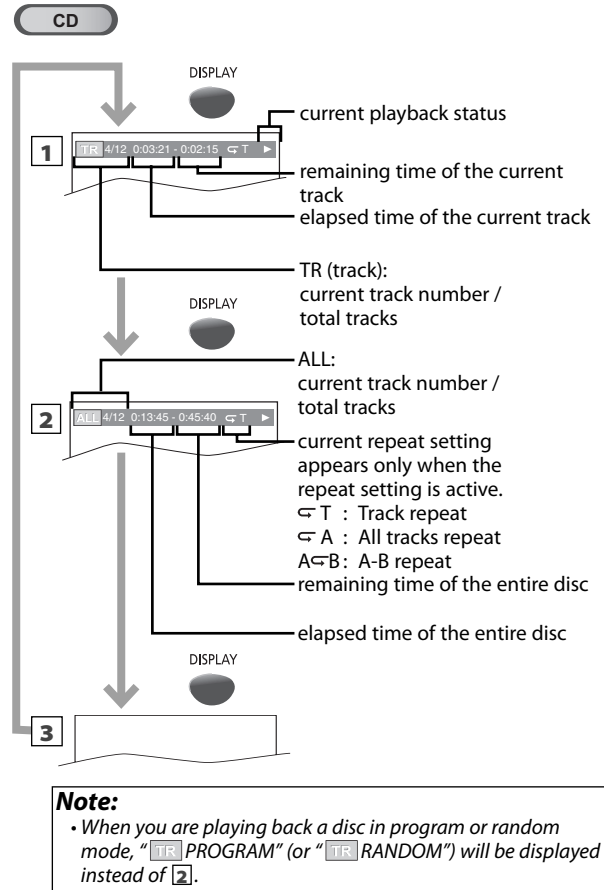 CD
DISPLAY
current playback status
1
TR 4/12 0:03:21 - 0:02:15 T
remaining time of the current
track
elapsed time of the current track
TR (track):
current track number /
total tracks
DISPLAY
ALL:
current track number /
total tracks
2
ALL 4/12 0:13:45 - 0:45:40 T
current repeat setting
appears only when the
repeat setting is active.
T : Track repeat
A : All tracks repeat
A B : A-B repeat
remaining time of the entire disc
elapsed time of the entire disc
DISPLAY
3
Note:
• When you are playing back a disc in program or random
mode, “ TR PROGRAM” (or “ TR RANDOM”) will be displayed
instead of 2.